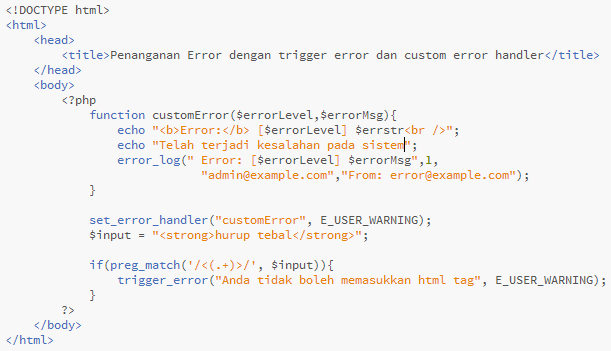 <!DOCTYPE html>
<html>
    <head>
        <title>Penanganan Error dengan trigger error dan custom error handler</title>
    </head>
    <body>
        <?php
            function customError($errorLevel,$errorMsg){
                echo "<b>Error:</b> [$errorLevel] $errstr<br />";
                echo "Telah terjadi kesalahan pada sistem";
                error_log(" Error: [$errorLevel] $errorMsg",1,
                            "admin@example.com","From: error@example.com");
            }

            set_error_handler("customError", E_USER_WARNING);
            $input = "<strong>hurup tebal</strong>";

            if(preg_match('/<(.+)>/', $input)){
                trigger_error("Anda tidak boleh memasukkan html tag", E_USER_WARNING);
            }
        ?>
    </body>
</html>